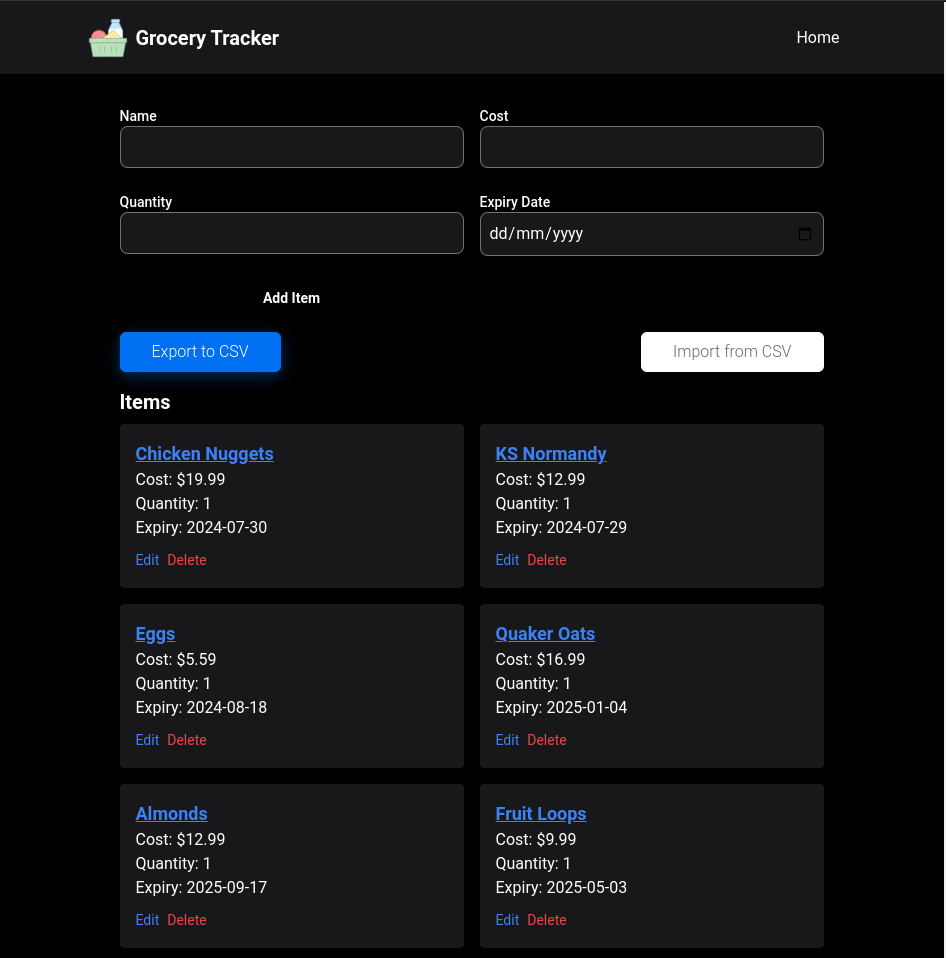 Grocery Tracker
Home
Name
Cost
Quantity
Expiry Date
dd/mm/yyyy
Add Item
Export to CSV
Import from CSV
Items
Chicken Nuggets
Cost: $19.99
Quantity: 1
Expiry: 2024-07-30
Edit Delete
KS Normandy
Cost: $12.99
Quantity: 1
Expiry: 2024-07-29
Edit Delete
Eggs
Cost: $5.59
Quantity: 1
Expiry: 2024-08-18
Edit Delete
Quaker Oats
Cost: $16.99
Quantity: 1
Expiry: 2025-01-04
Edit Delete
Almonds
Cost: $12.99
Quantity: 1
Expiry: 2025-09-17
Edit Delete
Fruit Loops
Cost: $9.99
Quantity: 1
Expiry: 2025-05-03
Edit Delete